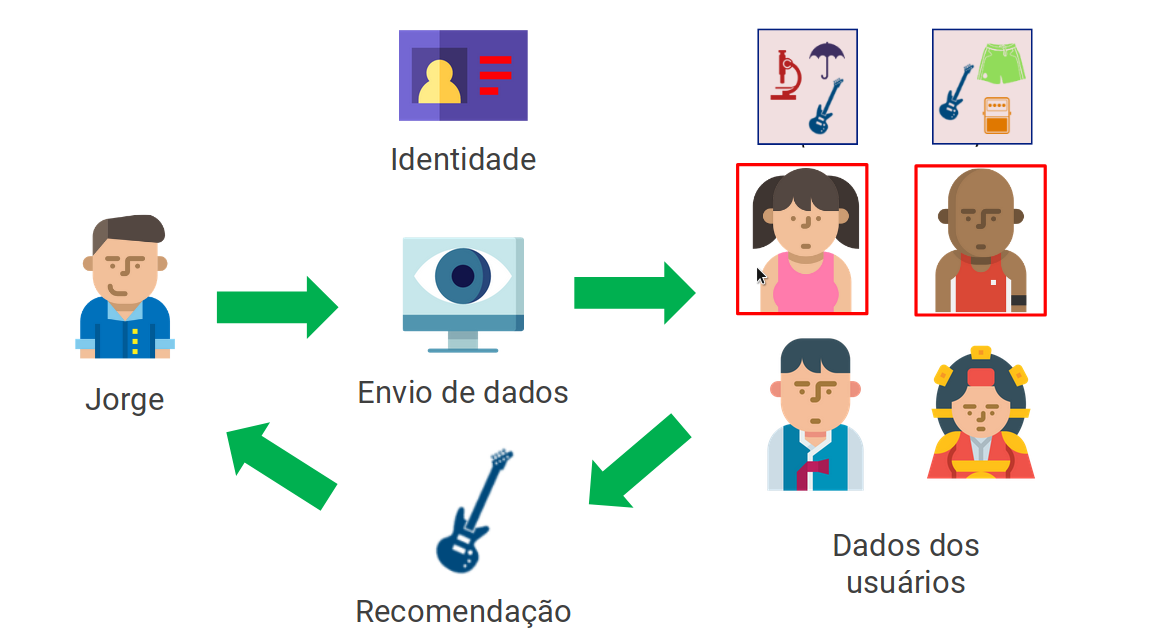 Identidade
Jorge
Envio de dados
Recomendação
Dados dos
usuários